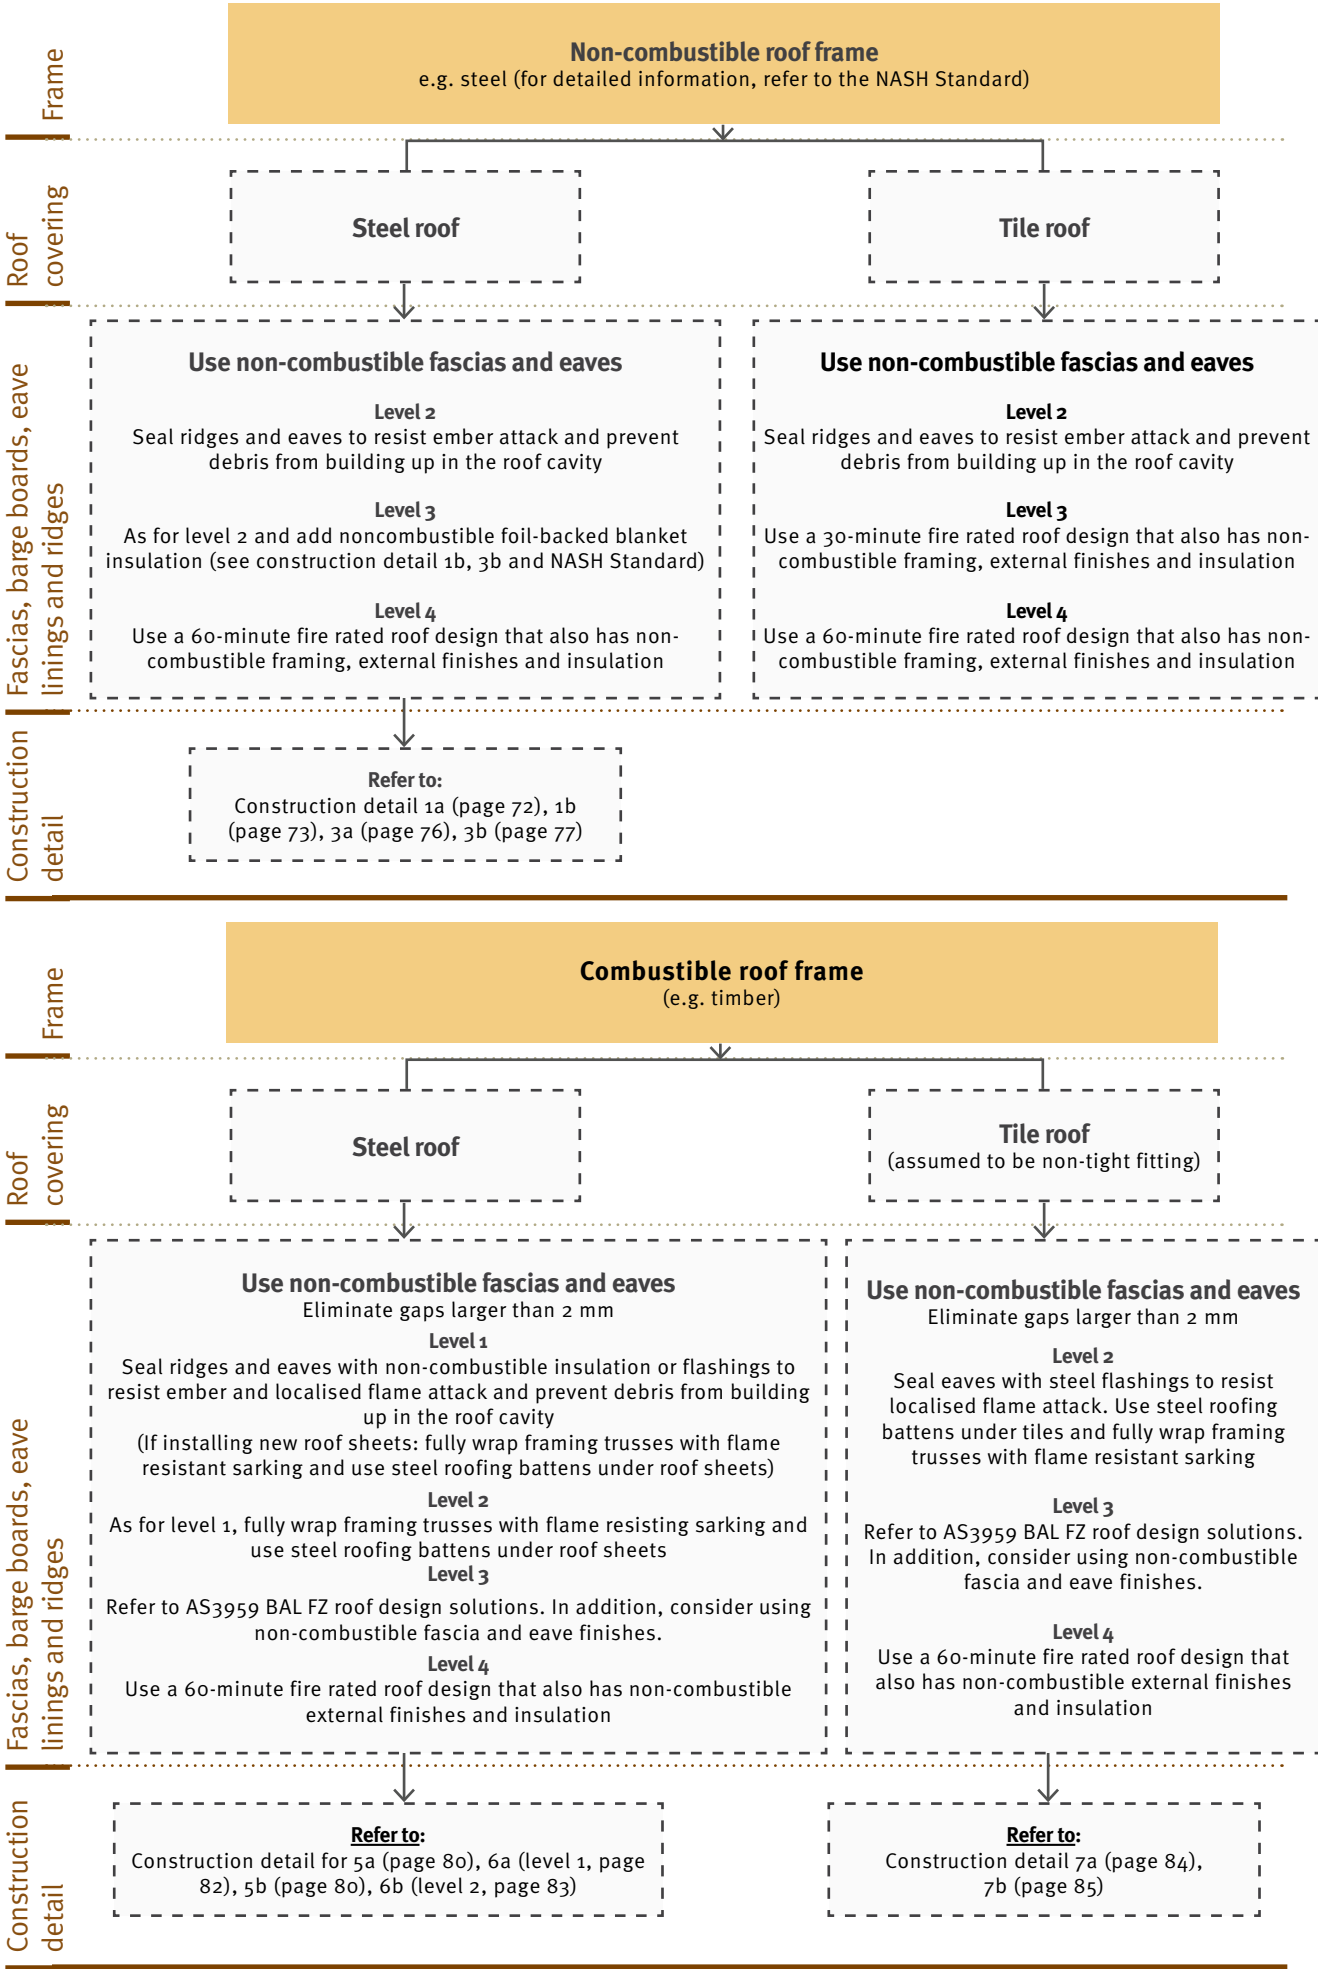 Frame
Non-combustible roof frame
e.g. steel (for detailed information, refer to the NASH Standard)
Roof
covering
Steel roof
Tile roof
Fascias, barge boards, eave
linings and ridges
Use non-combustible fascias and eaves
Level 2
Seal ridges and eaves to resist ember attack and prevent
debris from building up in the roof cavity
Level 3
As for level 2 and add noncombustible foil-backed blanket
insulation (see construction detail 1b, 3b and NASH Standard)
Level 4
Use a 60-minute fire rated roof design that also has non-
combustible framing, external finishes and insulation
Use non-combustible fascias and eaves
Level 2
Seal ridges and eaves to resist ember attack and prevent
debris from building up in the roof cavity
Level 3
Use a 30-minute fire rated roof design that also has non-
combustible framing, external finishes and insulation
Level 4
Use a 60-minute fire rated roof design that also has non-
combustible framing, external finishes and insulation
Construction
detail
Refer to:
Construction detail 1a (page 72), 1b
(page 73), 3a (page 76), 3b (page 77)
Frame
Combustible roof frame
(e.g. timber)
Roof
covering
Steel roof
Tile roof
(assumed to be non-tight fitting)
Fascias, barge boards, eave
linings and ridges
Use non-combustible fascias and eaves
Eliminate gaps larger than 2 mm
Level 1
Seal ridges and eaves with non-combustible insulation or flashings to
resist ember and localised flame attack and prevent debris from building
up in the roof cavity
(If installing new roof sheets: fully wrap framing trusses with flame
resistant sarking and use steel roofing battens under roof sheets)
Level 2
As for level 1, fully wrap framing trusses with flame resisting sarking and
use steel roofing battens under roof sheets
Level 3
Refer to AS3959 BAL FZ roof design solutions. In addition, consider using
non-combustible fascia and eave finishes.
Level 4
Use a 60-minute fire rated roof design that also has non-combustible
external finishes and insulation
Use non-combustible fascias and eaves
Eliminate gaps larger than 2 mm
Level 2
Seal eaves with steel flashings to resist
localised flame attack. Use steel roofing
battens under tiles and fully wrap framing
trusses with flame resistant sarking
Level 3
Refer to AS3959 BAL FZ roof design solutions.
In addition, consider using non-combustible
fascia and eave finishes.
Level 4
Use a 60-minute fire rated roof design that
also has non-combustible external finishes
and insulation
Construction
detail
Refer to:
Construction detail for 5a (page 80), 6a (level 1, page
82), 5b (page 80), 6b (level 2, page 83)
Refer to:
Construction detail 7a (page 84),
7b (page 85)